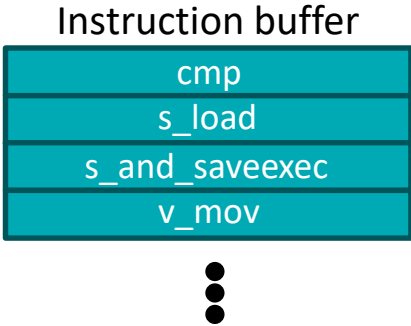 Instruction buffer
cmp
s_load
s_and_saveexec
v_mov